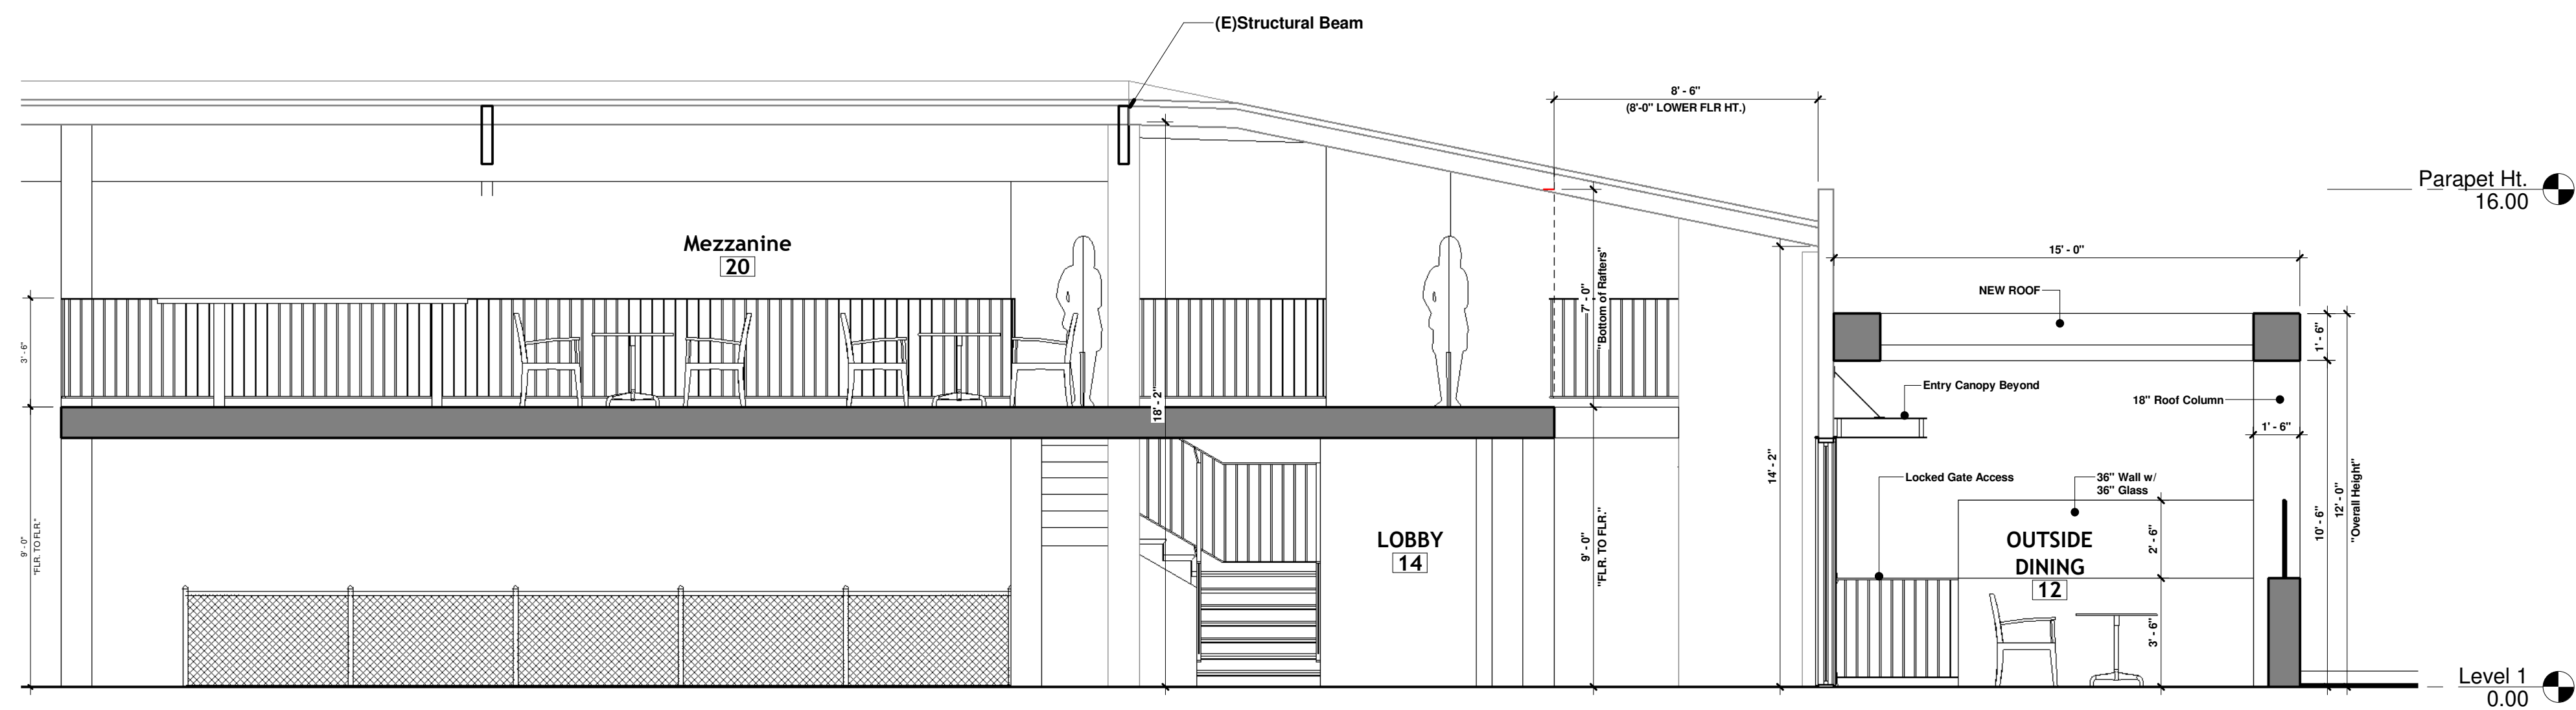 (E)Structural Beam
8' - 6"
(8'-0" LOWER FLR HT.)
Parapet Ht.
16.00
Mezzanine
20
15' - 0"
NEW ROOF
7' - 0"
"Bottom of Rafters"
3' - 6"
1' - 6"
Entry Canopy Beyond
18" Roof Column
1' - 6"
18' - 2"
14' - 2"
Locked Gate Access
36" Wall w/
36" Glass
LOBBY
14
OUTSIDE
DINING
12
9' - 0"
"FLR. TO FLR."
9' - 0"
"FLR. TO FLR."
2' - 6"
3' - 6"
10' - 6"
12' - 0"
"Overall Height"
Level 1
0.00